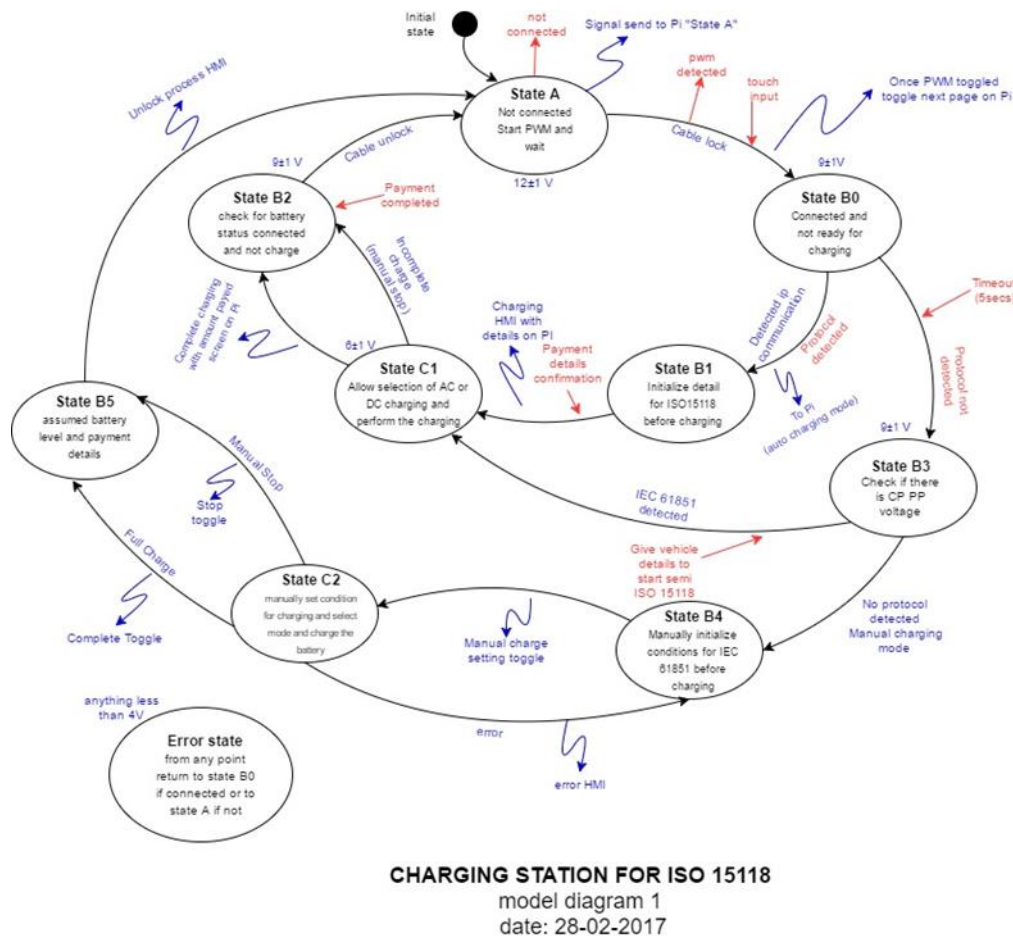 Initial
state
not
connected
Signal send to Pi "State A"
pwm
detected
touch
input
Once PWM toggled
toggle next page on Pi
Unlock process HMI
State A
Not connected
Start PWM and
wait
12±1 V
Cable unlock
Cable lock
9±1 V
State B2
check for battery
status connected
and not charge
Payment
completed
9±1V
State B0
Connected and
not ready for
charging
Timeout
(5secs)
Incomplete
charge
(manual stop)
Complete charging
with amount payed
screen on Pi
Charging
HMI with
details on PI
Payment
details
confirmation
Detected ip
communication
Protocol
detected
Protocol not
detected
6±1 V
State C1
Allow selection of AC or
DC charging and
perform the charging
State B1
Initialize detail
for ISO15118
before charging
To Pi
(auto charging mode)
State B5
assumed battery
level and payment
details
9±1 V
State B3
Check if there
is CP PP
voltage
Manual Stop
Stop
toggle
IEC 61851
detected
Full Charge
Give vehicle
details to
start semi
ISO 15118
State C2
manually set condition
for charging and select
mode and charge the
battery
State B4
Manually initialize
conditions for IEC
61851 before
charging
No protocol
detected
Manual charging
mode
Complete Toggle
Manual charge
setting toggle
anything less
than 4V
error
error HMI
Error state
from any point
return to state B0
if connected or to
state A if not
CHARGING STATION FOR ISO 15118
model diagram 1
date: 28-02-2017